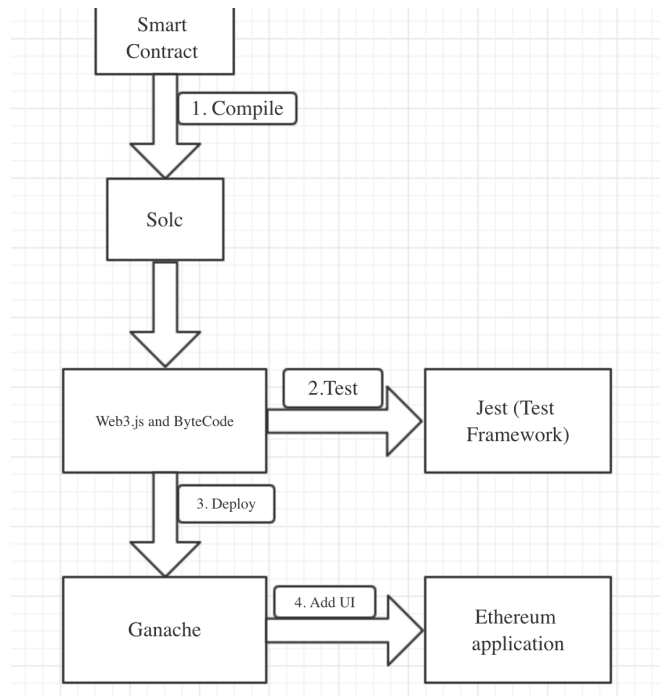 Smart
Contract
1. Compile
Solc
Web3.js and ByteCode
2.Test
Jest (Test
Framework)
3. Deploy
Ganache
4. Add UI
Ethereum
application